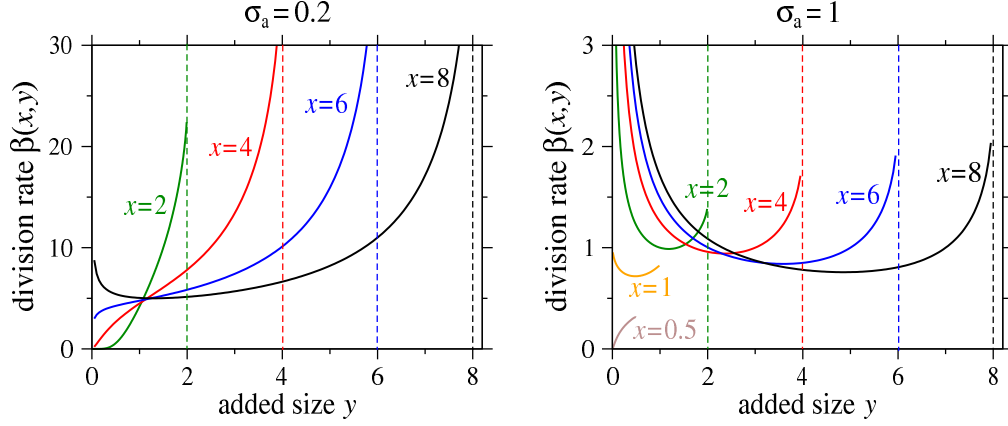 σa = 0.2
30
20
10
0
division rate β(x,y)
x=2
x=4
x=6
x=8
0 2 4 6 8
added size y
σa = 1
3
2
1
0
division rate β(x,y)
x=2
x=4
x=6
x=8
x=1
x=0.5
0 2 4 6 8
added size y